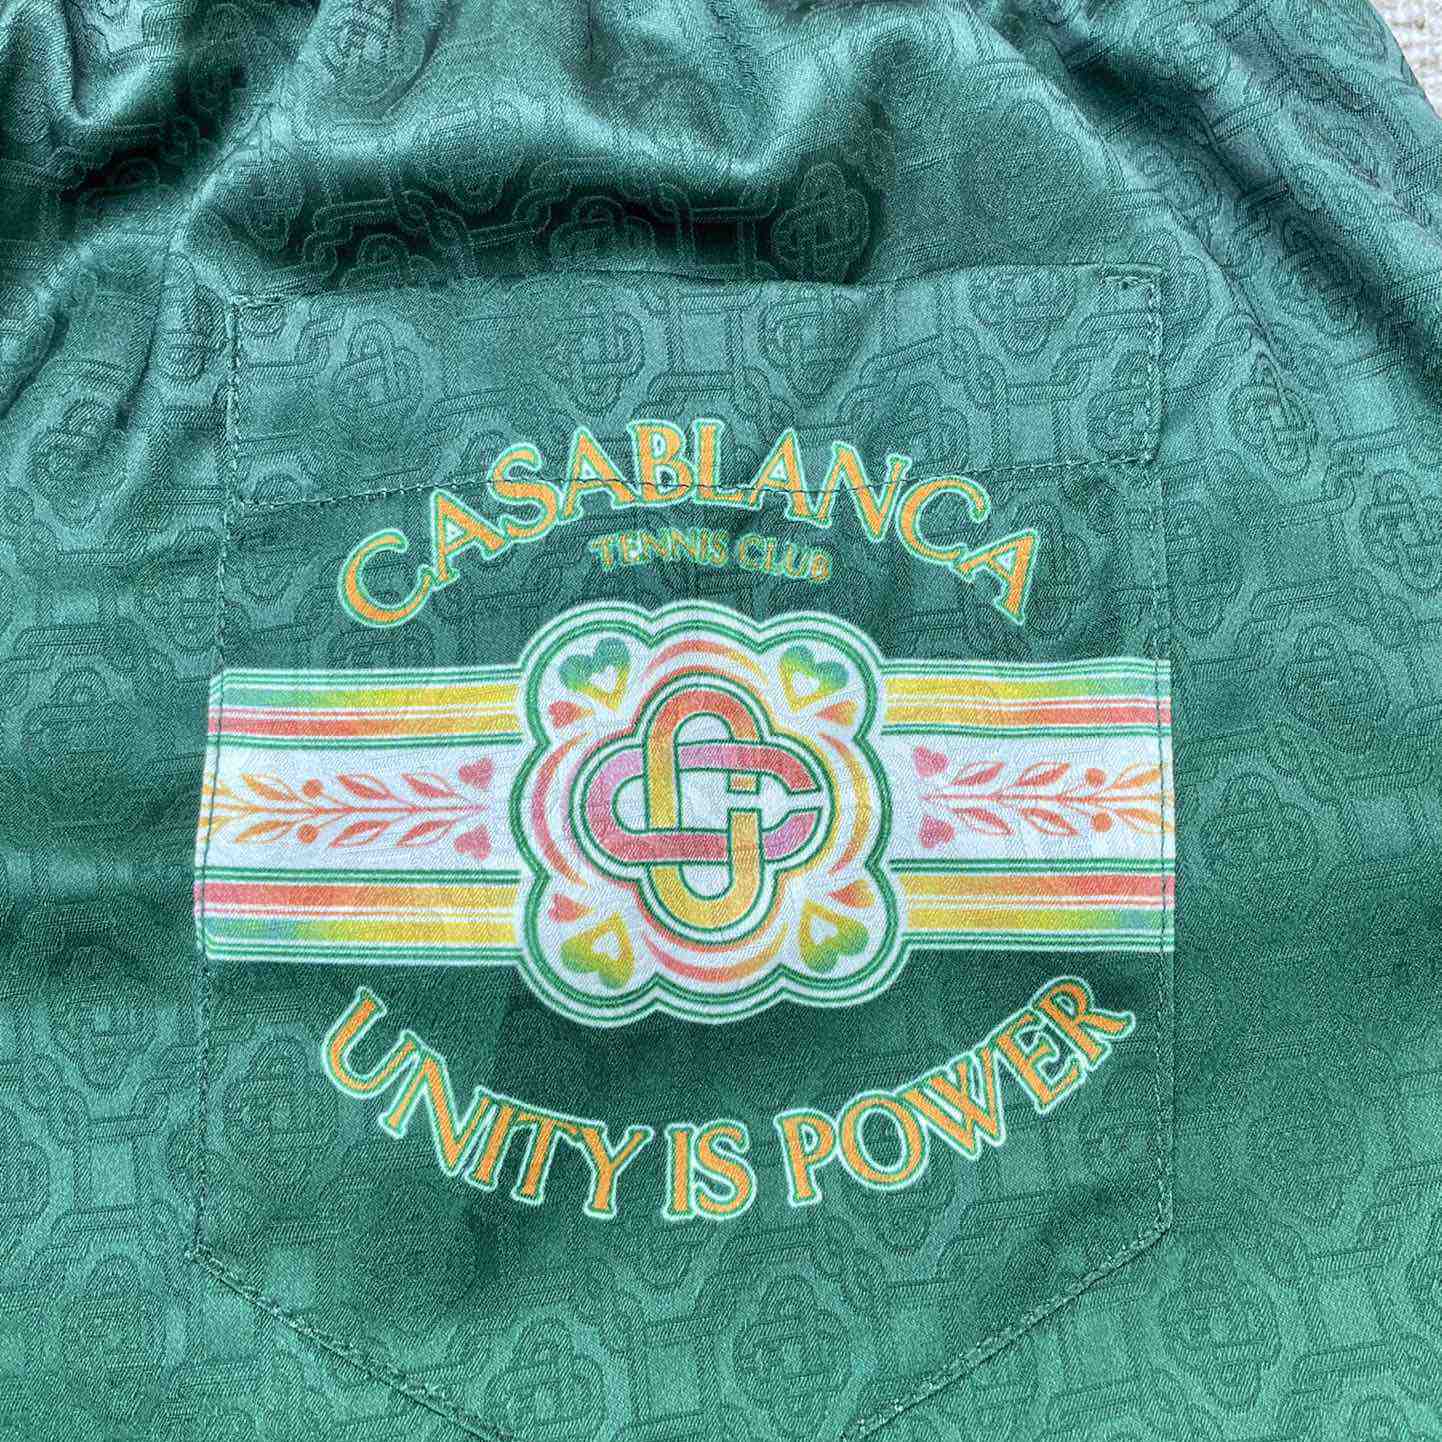 CASABLANCA
TENNIS CLUB
UNITY IS POWER